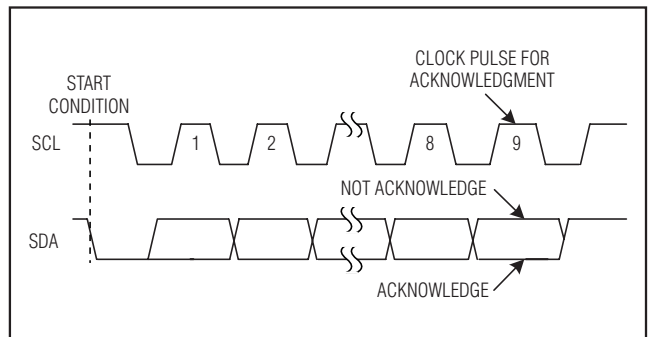 CLOCK PULSE FOR
ACKNOWLEDGMENT
START
CONDITION
SCL
1
2
8
9
NOT ACKNOWLEDGE
SDA
ACKNOWLEDGE